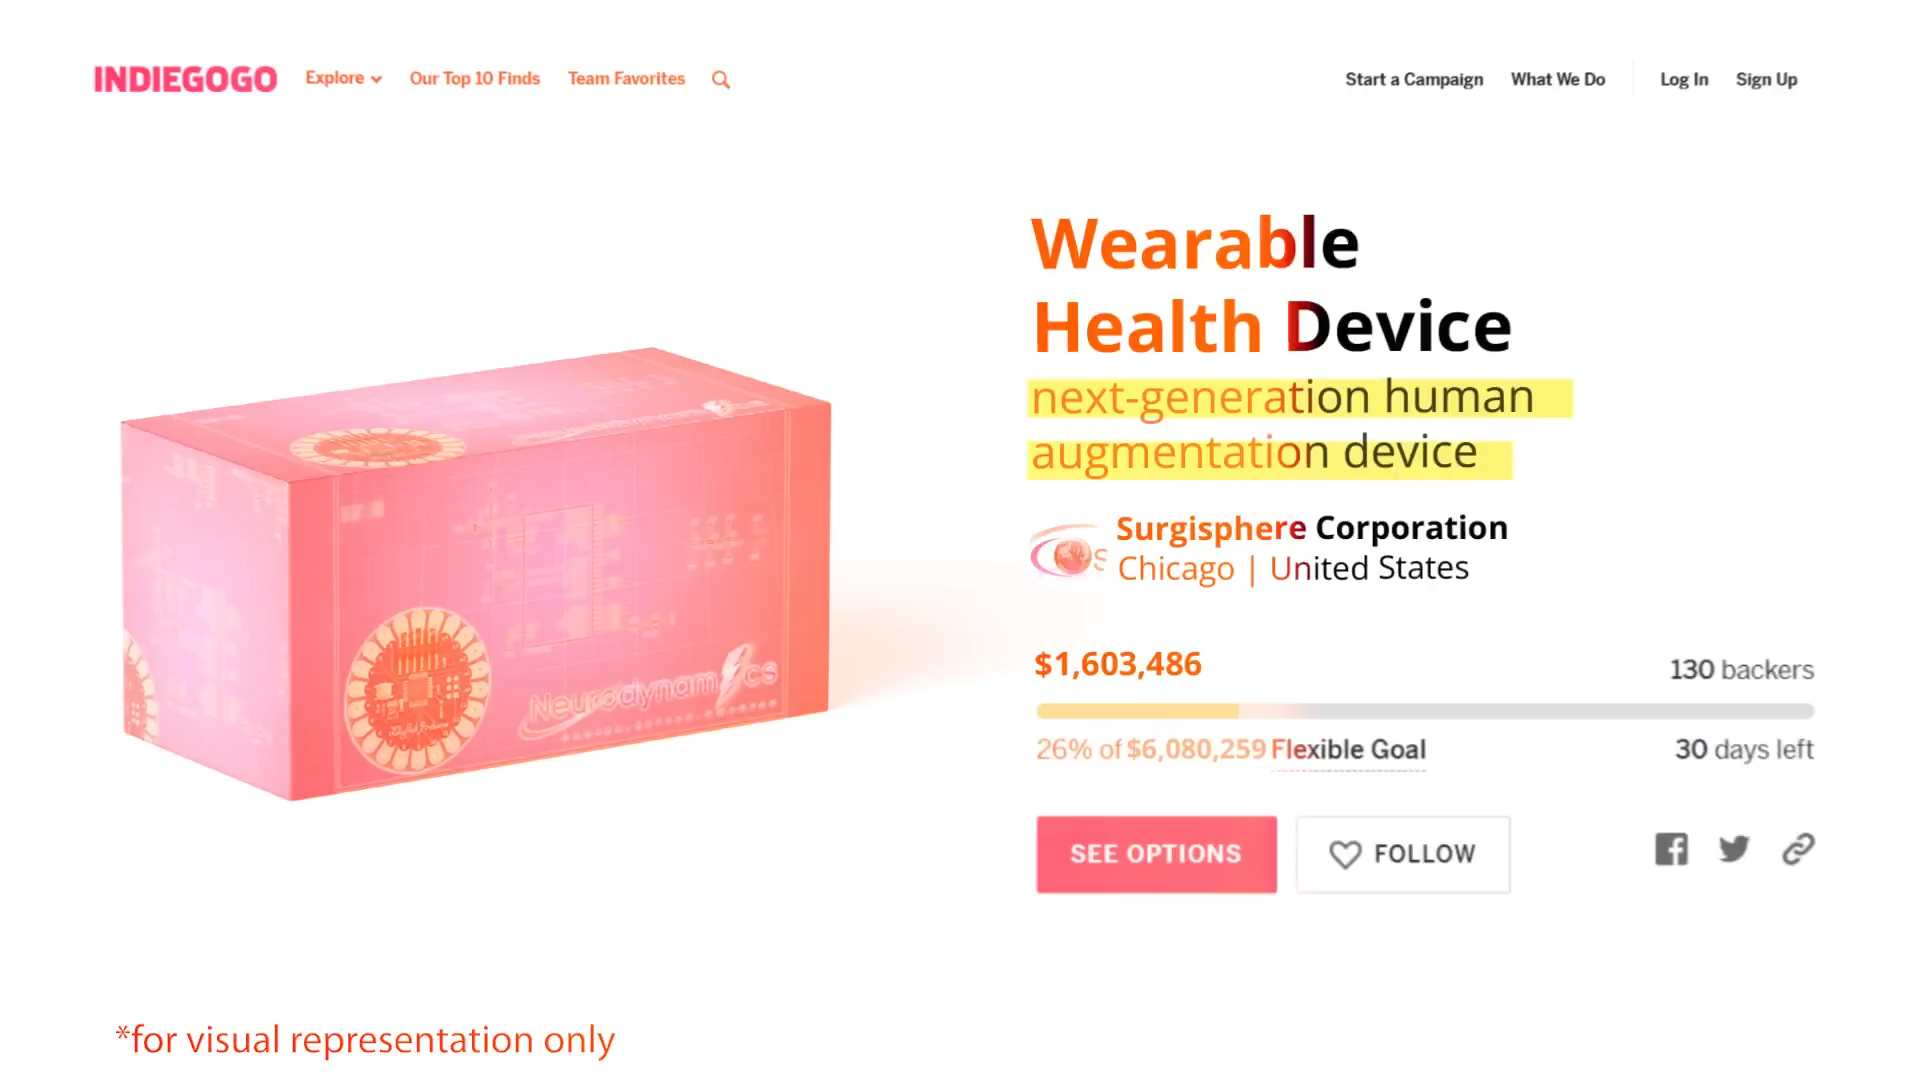 INDIEGOGO Explore Our Top 10 Finds Team Favorites Start a Campaign What We Do Log In Sign Up
Wearable
Health Device
next-generation human
augmentation device
Surgisphere Corporation
Chicago | United States
$1,603,486 130 backers
26% of $6,080,259 Flexible Goal 30 days left
SEE OPTIONS FOLLOW
Neurodynamics
*for visual representation only